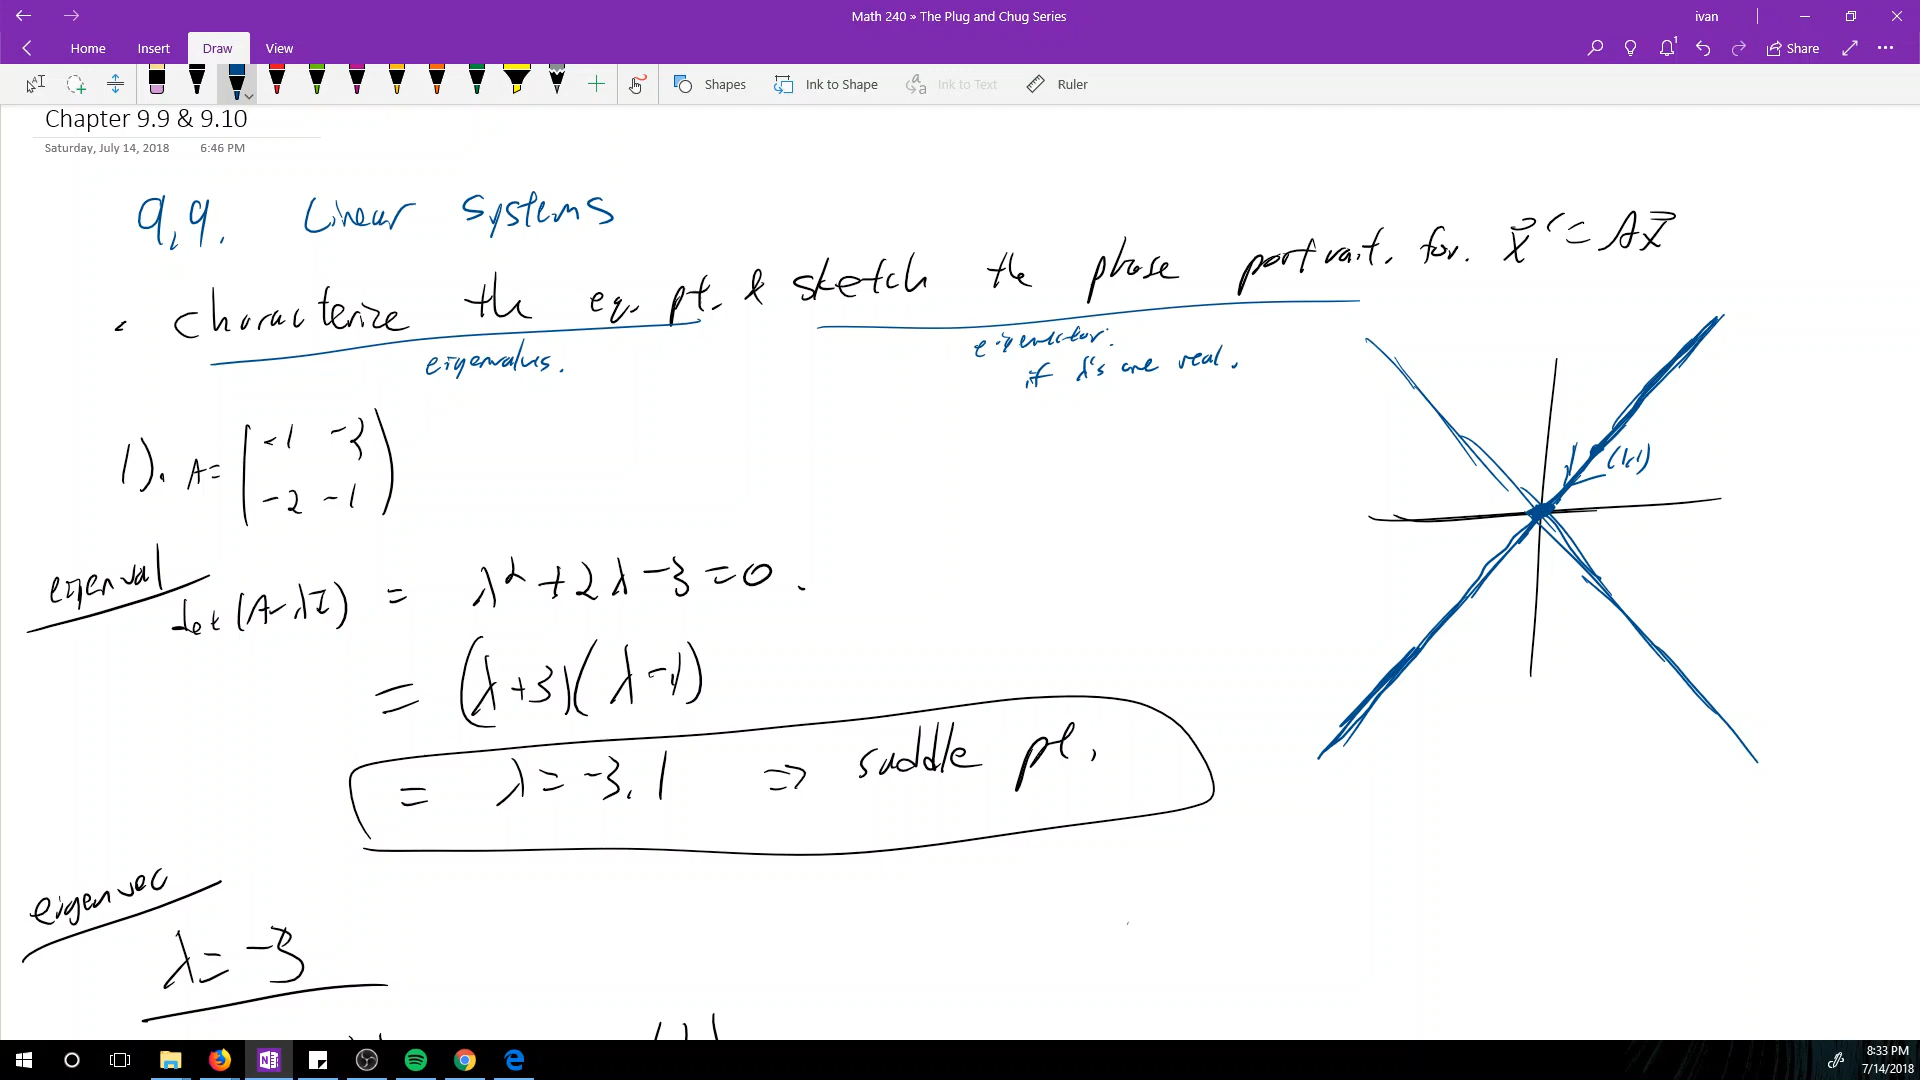 Math 240 » The Plug and Chug Series
ivan
Home Insert Draw View
1
Share
Shapes
Ink to Shape
Ink to Text
Ruler
Chapter 9.9 & 9.10
Saturday, July 14, 2018 6:46 PM
9.9. Linear Systems
• characterize the eq. pt. & sketch the phase portrait. for. x⃗' = Ax⃗
eigenvalues.
eigenvector.
if λ's are real.
1). A = ( -1 -3
-2 -1 )
(1,1)
eigenval
det (A-λI) = λ² + 2λ - 3 = 0.
= (λ+3)(λ-1)
= λ = -3, 1 => saddle pt.
eigenvec
λ = -3
8:33 PM
7/14/2018